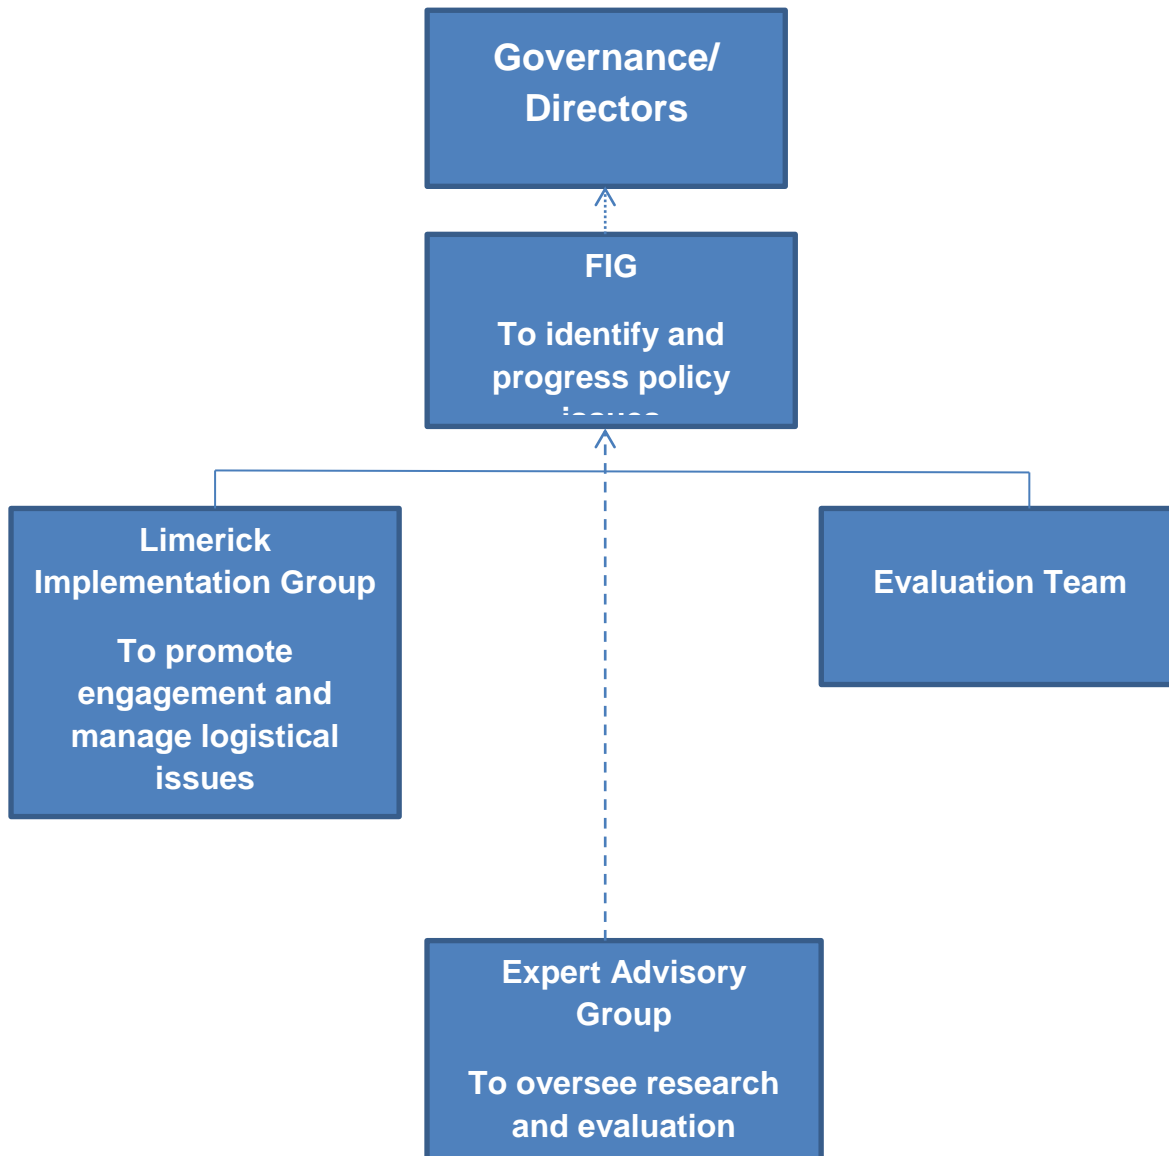 Governance/
Directors
FIG
To identify and
progress policy
issues
Limerick
Implementation Group
To promote
engagement and
manage logistical
issues
Evaluation Team
Expert Advisory
Group
To oversee research
and evaluation